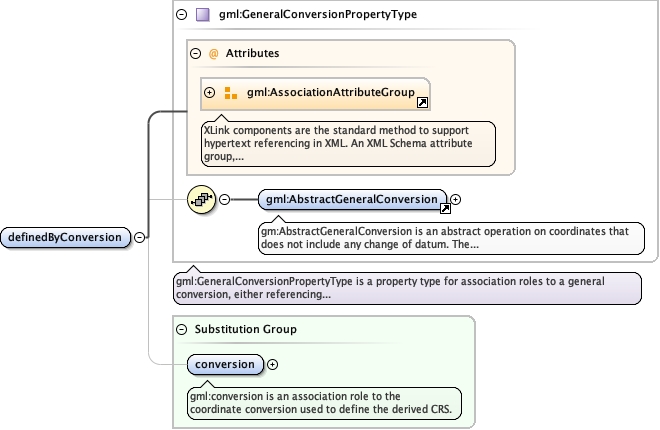 gml:GeneralConversionPropertyType
@ Attributes
gml:AssociationAttributeGroup
XLink components are the standard method to support
hypertext referencing in XML. An XML Schema attribute
group,...
gml:AbstractGeneralConversion
gm:AbstractGeneralConversion is an abstract operation on coordinates that
does not include any change of datum. The...
definedByConversion
gml:GeneralConversionPropertyType is a property type for association roles to a general
conversion, either referencing...
Substitution Group
conversion
gml:conversion is an association role to the
coordinate conversion used to define the derived CRS.